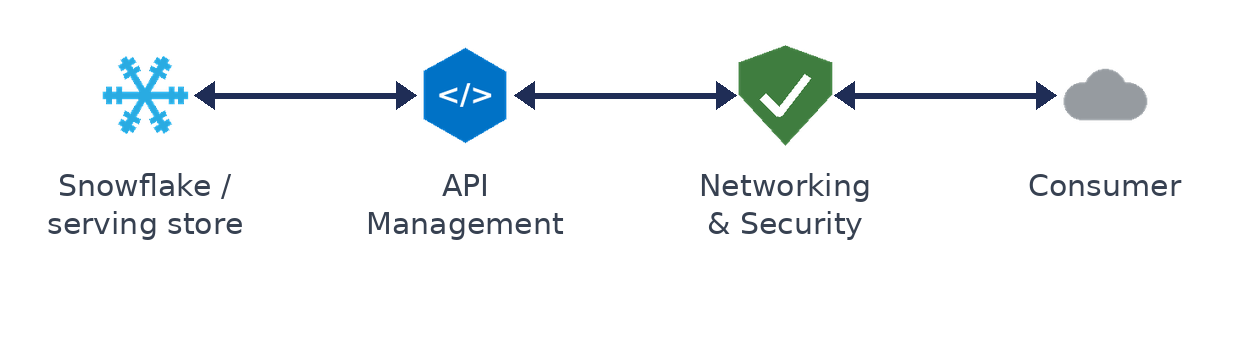 </>
Snowflake /
serving store
API
Management
Networking
& Security
Consumer